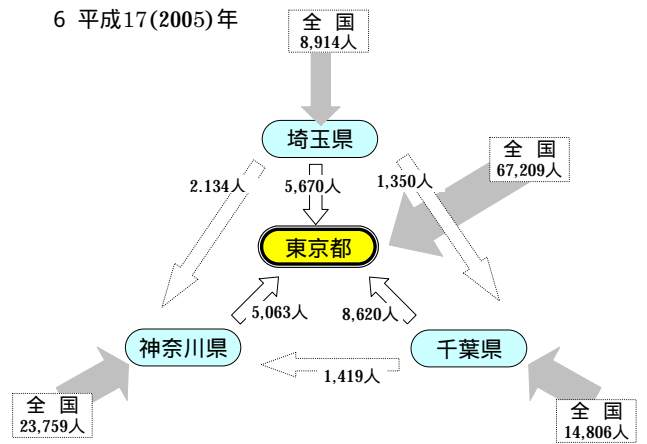 6 平成17(2005)年
全 国
8,914人
埼玉県
全 国
67,209人
2.134人
5,670人
1,350人
東京都
5,063人
8,620人
神奈川県
千葉県
1,419人
全 国
23,759人
全 国
14,806人